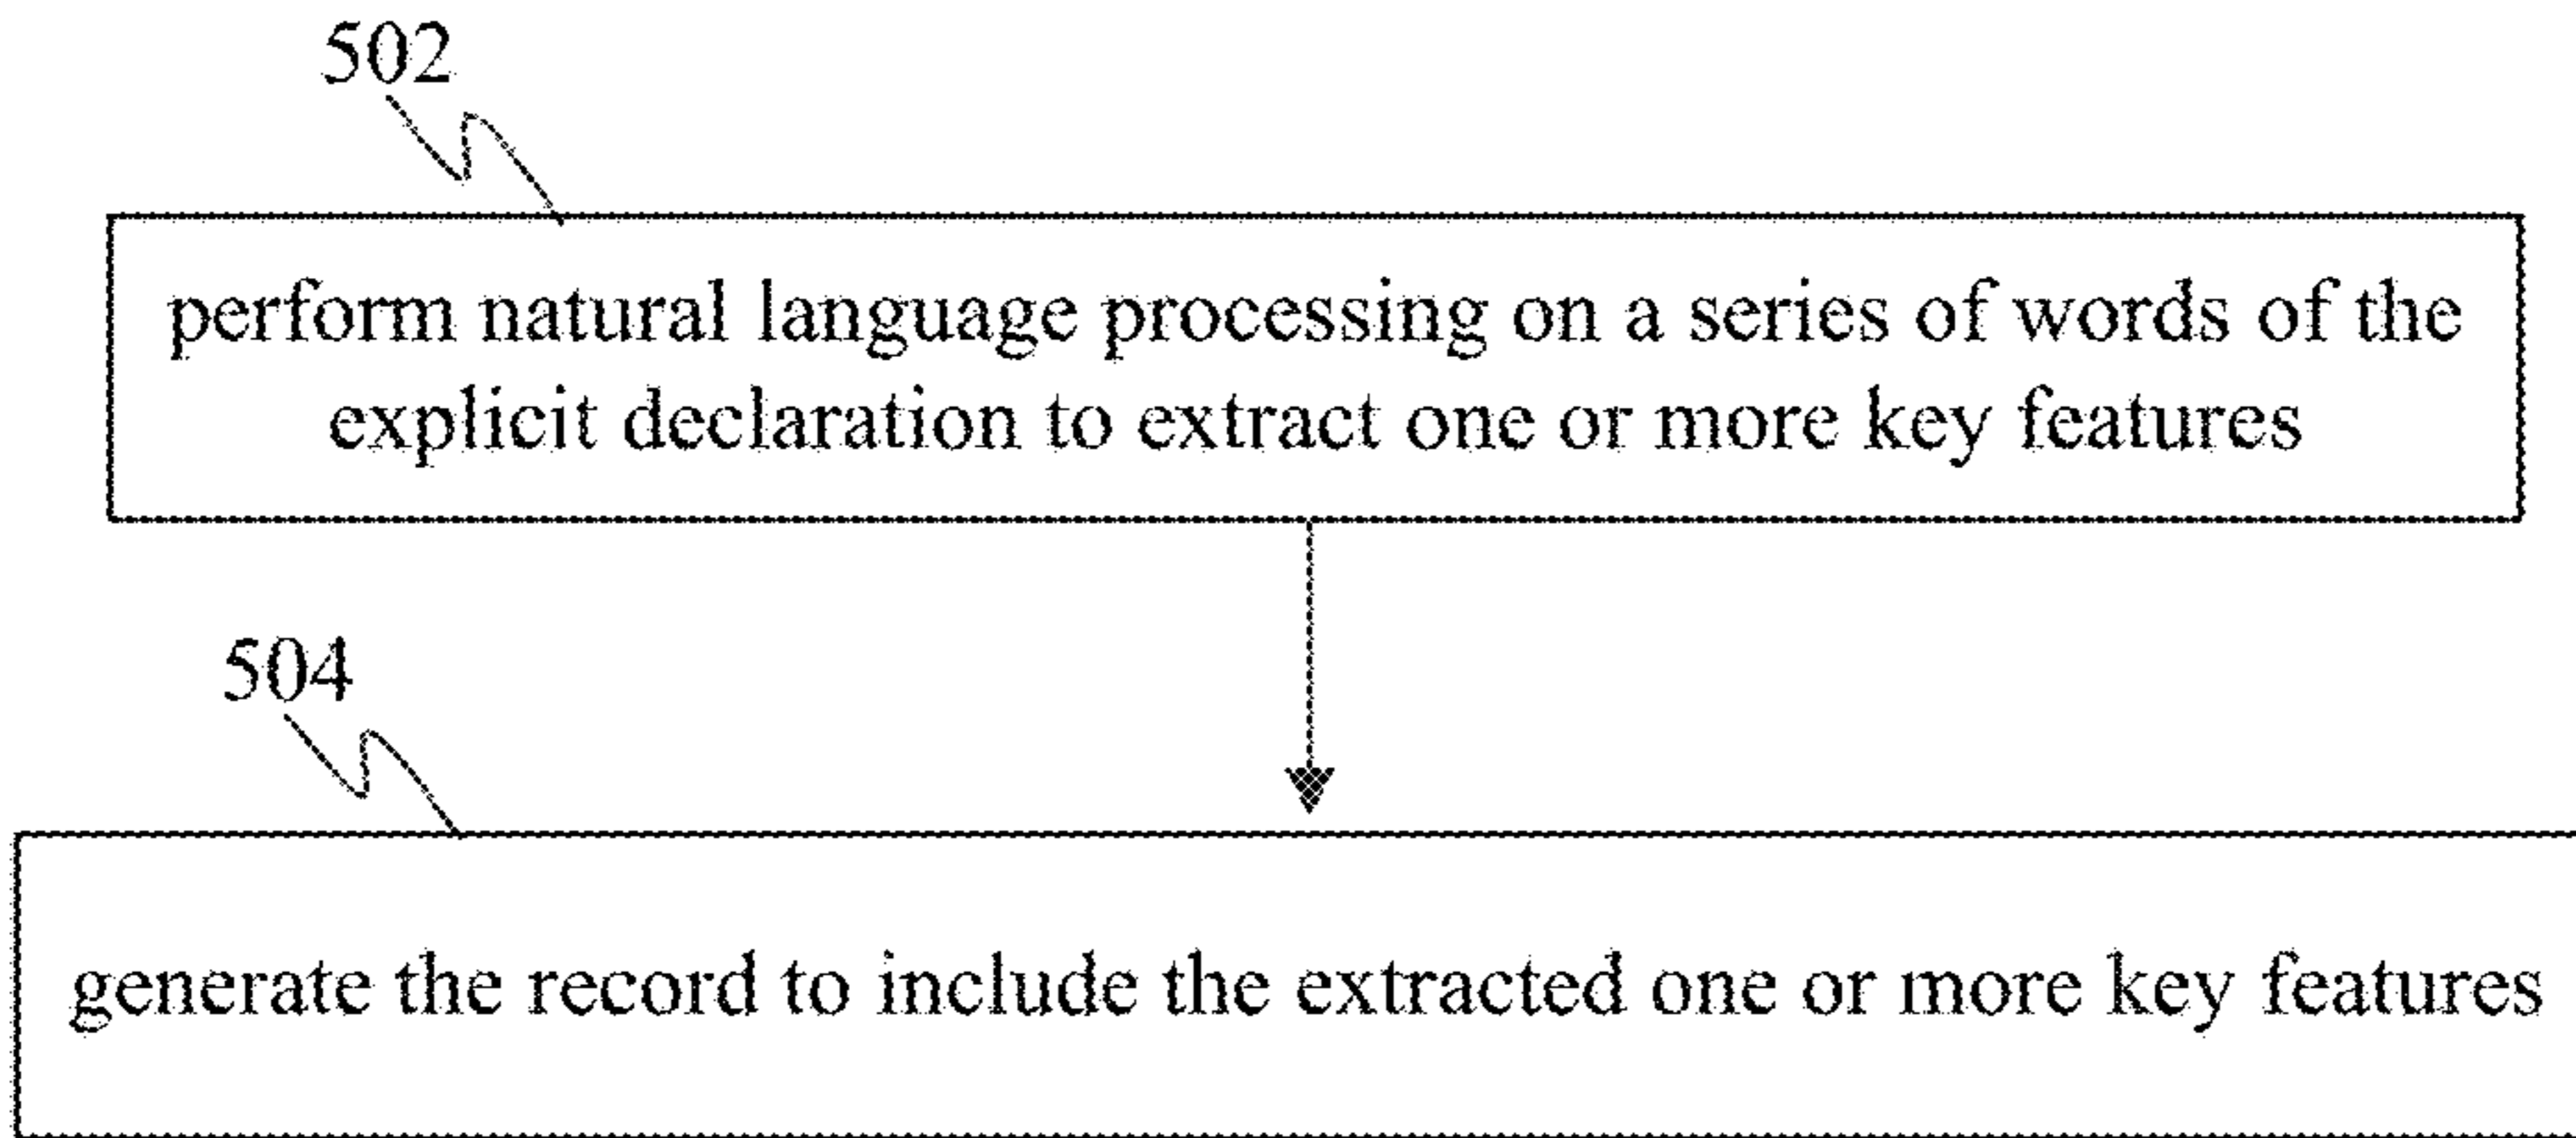 502
perform natural language processing on a series of words of the
explicit declaration to extract one or more key features
504
generate the record to include the extracted one or more key features